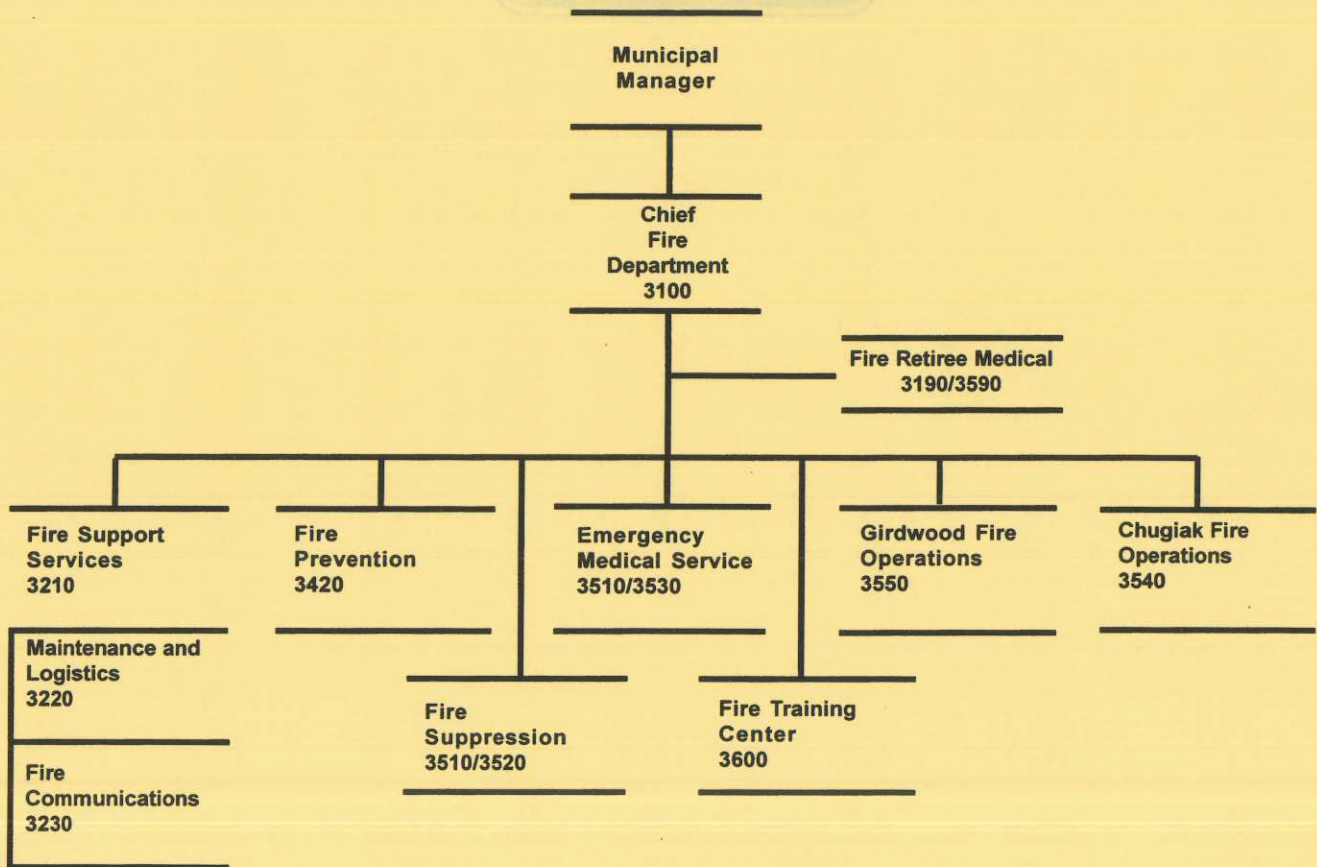 Municipal
Manager
Chief
Fire
Department
3100
Fire Retiree Medical
3190/3590
Fire Support
Services
3210
Fire
Prevention
3420
Emergency
Medical Service
3510/3530
Girdwood Fire
Operations
3550
Chugiak Fire
Operations
3540
Maintenance and
Logistics
3220
Fire
Suppression
3510/3520
Fire Training
Center
3600
Fire
Communications
3230